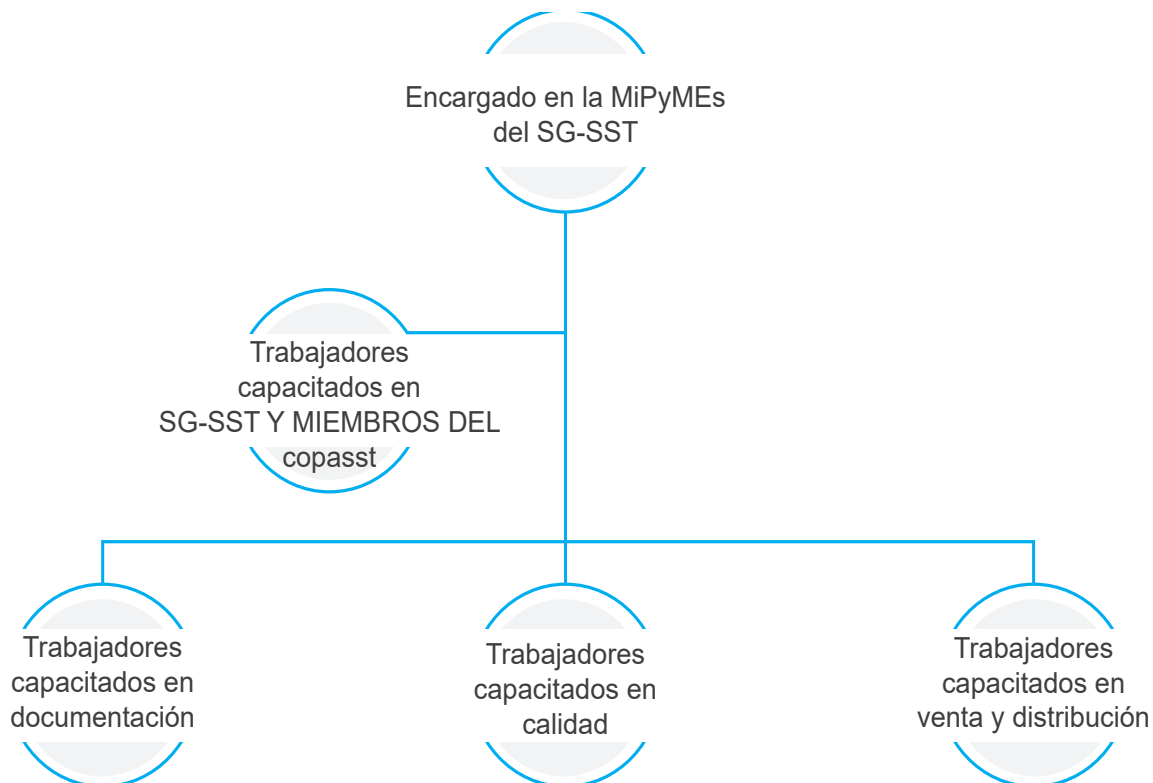 Encargado en la MiPyMEs
del SG-SST
Trabajadores
capacitados en
SG-SST Y MIEMBROS DEL
copasst
Trabajadores
capacitados en
documentación
Trabajadores
capacitados en
calidad
Trabajadores
capacitados en
venta y distribución